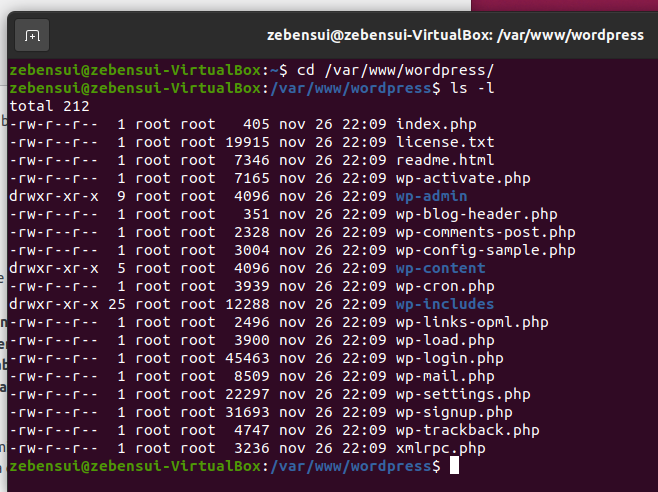 zebensui@zebensui-VirtualBox: /var/www/wordpress
zebensui@zebensui-VirtualBox:~$ cd /var/www/wordpress/
zebensui@zebensui-VirtualBox:/var/www/wordpress$ ls -l
total 212
-rw-r--r--  1 root root   405 nov 26 22:09 index.php
-rw-r--r--  1 root root 19915 nov 26 22:09 license.txt
-rw-r--r--  1 root root  7346 nov 26 22:09 readme.html
-rw-r--r--  1 root root  7165 nov 26 22:09 wp-activate.php
drwxr-xr-x  9 root root  4096 nov 26 22:09 wp-admin
-rw-r--r--  1 root root   351 nov 26 22:09 wp-blog-header.php
-rw-r--r--  1 root root  2328 nov 26 22:09 wp-comments-post.php
-rw-r--r--  1 root root  3004 nov 26 22:09 wp-config-sample.php
drwxr-xr-x  5 root root  4096 nov 26 22:09 wp-content
-rw-r--r--  1 root root  3939 nov 26 22:09 wp-cron.php
drwxr-xr-x 25 root root 12288 nov 26 22:09 wp-includes
-rw-r--r--  1 root root  2496 nov 26 22:09 wp-links-opml.php
-rw-r--r--  1 root root  3900 nov 26 22:09 wp-load.php
-rw-r--r--  1 root root 45463 nov 26 22:09 wp-login.php
-rw-r--r--  1 root root  8509 nov 26 22:09 wp-mail.php
-rw-r--r--  1 root root 22297 nov 26 22:09 wp-settings.php
-rw-r--r--  1 root root 31693 nov 26 22:09 wp-signup.php
-rw-r--r--  1 root root  4747 nov 26 22:09 wp-trackback.php
-rw-r--r--  1 root root  3236 nov 26 22:09 xmlrpc.php
zebensui@zebensui-VirtualBox:/var/www/wordpress$